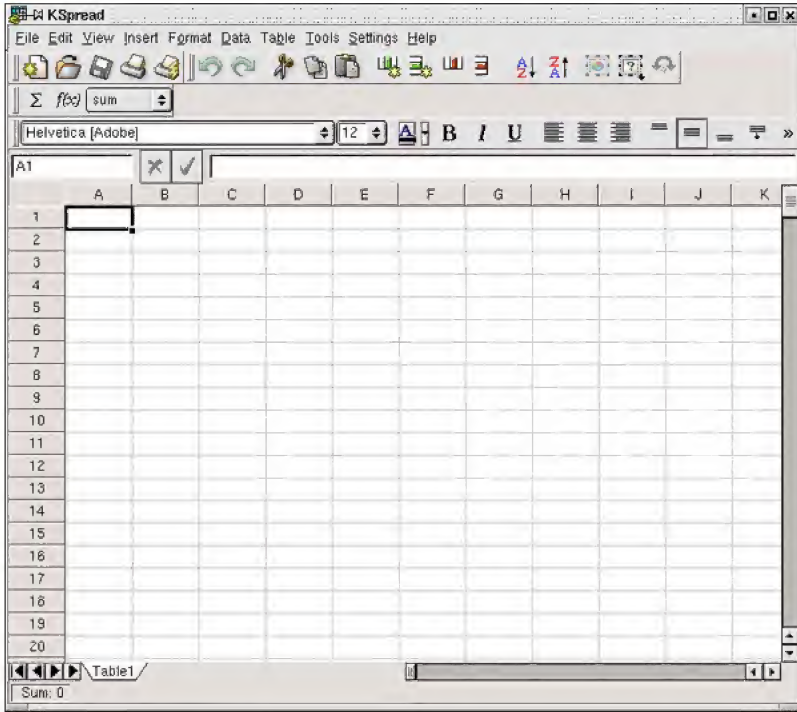 KSpread
File Edit View Insert Format Data Table Tools Settings Help
Σ f(x) sum
Helvetica [Adobe] 12 A B I U »
A1
A B C D E F G H I J K
1
2
3
4
5
6
7
8
9
10
11
12
13
14
15
16
17
18
19
20
Table1
Sum: 0